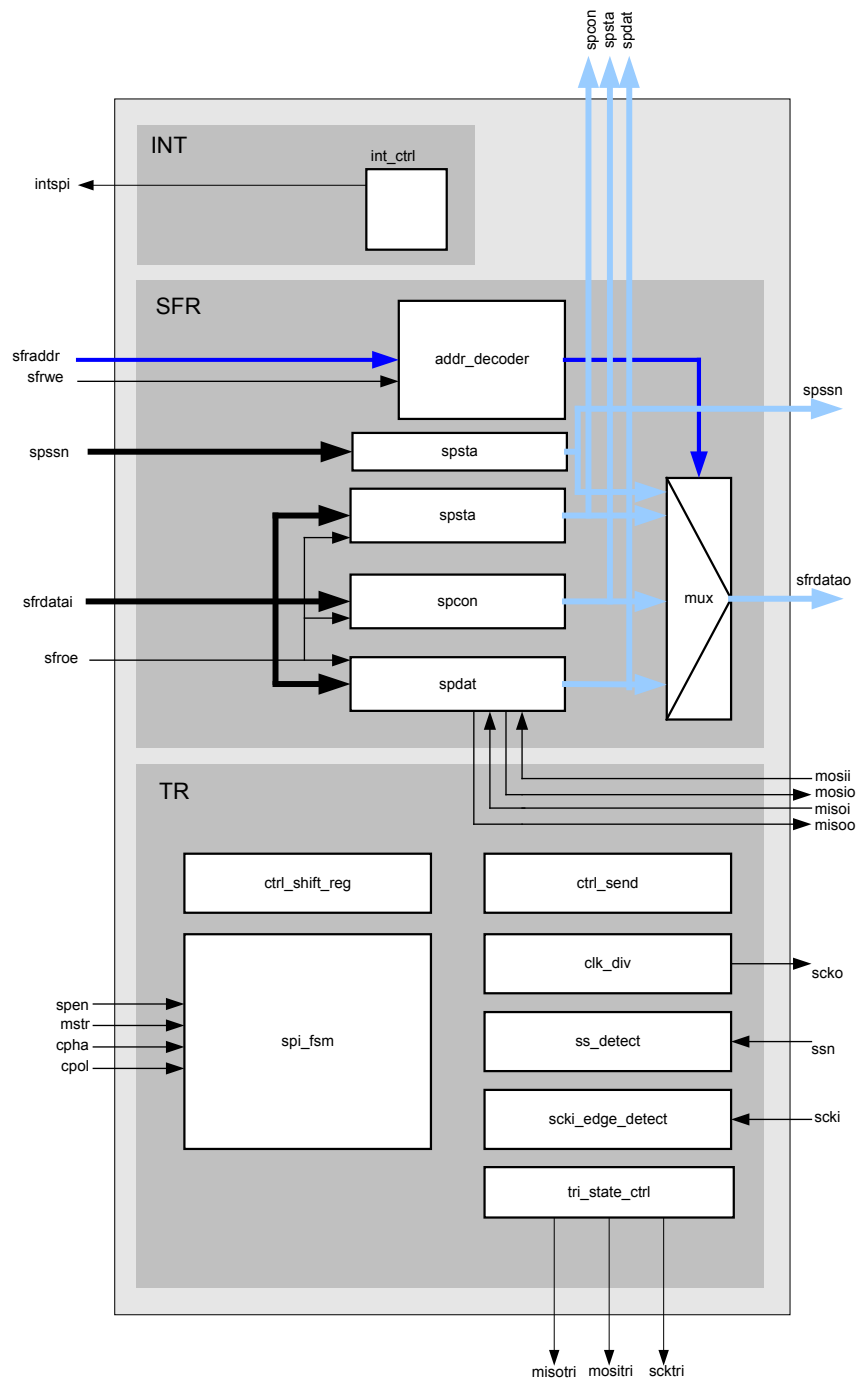 spcon
spsta
spdat
INT
int_ctrl
intspi
SFR
sfraddr
addr_decoder
sfrwe
spssn
spssn
spsta
spsta
sfrdatai
spcon
mux
sfrdatao
sfroe
spdat
TR
mosii
mosio
misoi
misoo
ctrl_shift_reg
ctrl_send
clk_div
scko
spen
mstr
cpha
cpol
spi_fsm
ss_detect
ssn
scki_edge_detect
scki
tri_state_ctrl
misotri
mositri
scktri